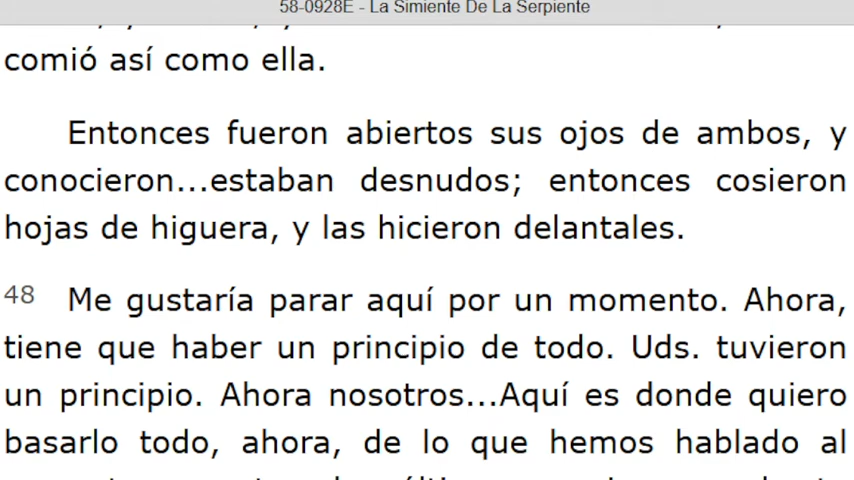 58-0928E - La Simiente De La Serpiente
comió así como ella.
Entonces fueron abiertos sus ojos de ambos, y
conocieron...estaban desnudos; entonces cosieron
hojas de higuera, y las hicieron delantales.
48 Me gustaría parar aquí por un momento. Ahora,
tiene que haber un principio de todo. Uds. tuvieron
un principio. Ahora nosotros...Aquí es donde quiero
basarlo todo, ahora, de lo que hemos hablado al